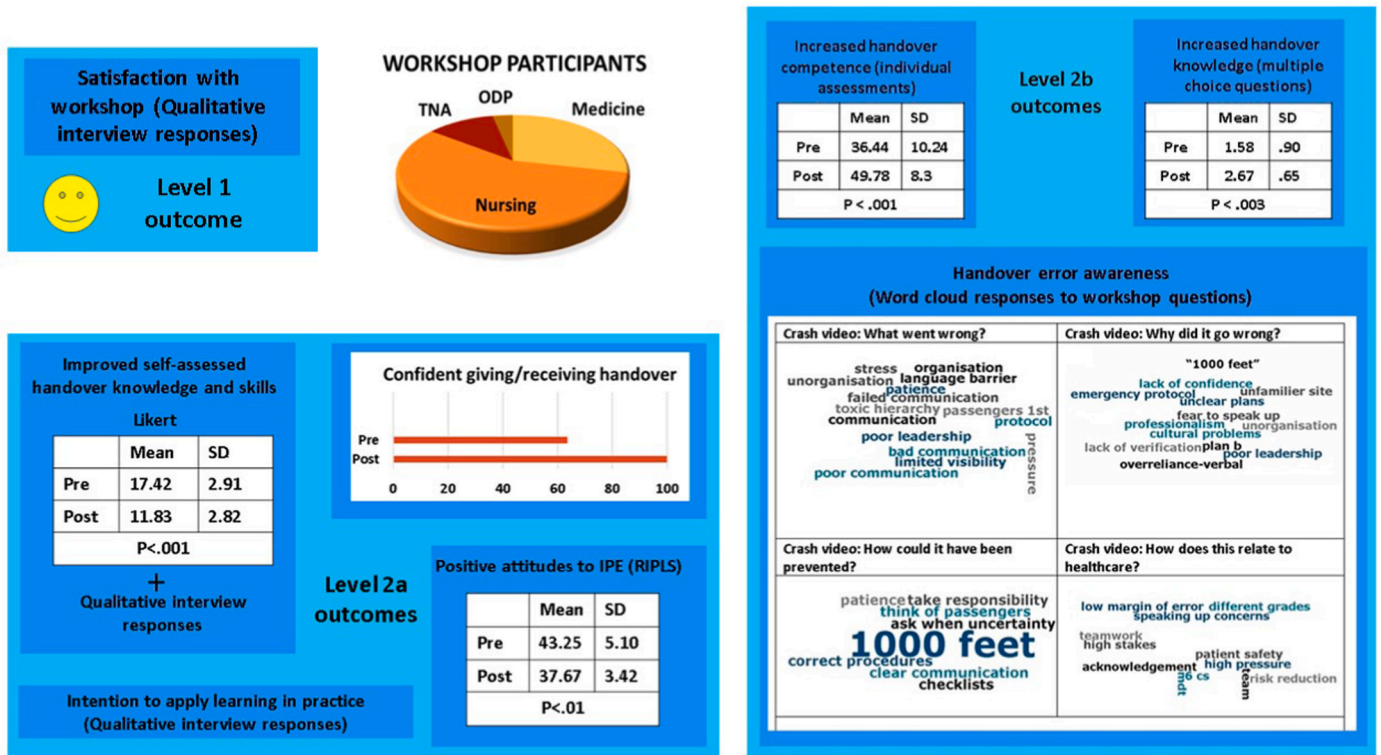 Satisfaction with
workshop (Qualitative
interview responses)
Level 1
outcome
WORKSHOP PARTICIPANTS
TNA
ODP
Medicine
Nursing
Improved self-assessed
handover knowledge and skills
Likert
Mean SD
Pre 17.42 2.91
Post 11.83 2.82
P<.001
+
Qualitative interview
responses
Confident giving/receiving handover
Pre
Post
0 20 40 60 80 100
Level 2a
outcomes
Positive attitudes to IPE (RIPLS)
Mean SD
Pre 43.25 5.10
Post 37.67 3.42
P<.01
Intention to apply learning in practice
(Qualitative interview responses)
Increased handover
competence (individual
assessments)
Mean SD
Pre 36.44 10.24
Post 49.78 8.3
P < .001
Level 2b
outcomes
Increased handover
knowledge (multiple
choice questions)
Mean SD
Pre 1.58 .90
Post 2.67 .65
P < .003
Handover error awareness
(Word cloud responses to workshop questions)
Crash video: What went wrong?
stress organisation
unorganisation language barrier
patience
failed communication
toxic hierarchy passengers 1st
communication protocol
poor leadership
pressure
bad communication
limited visibility
poor communication
Crash video: Why did it go wrong?
"1000 feet"
lack of confidence
emergency protocol unfamilier site
unclear plans
fear to speak up
professionalism unorganisation
cultural problems
lack of verification plan b
poor leadership
overreliance-verbal
Crash video: How could it have been
prevented?
patience take responsibility
think of passengers
ask when uncertainty
1000 feet
correct procedures
clear communication
checklists
Crash video: How does this relate to
healthcare?
low margin of error different grades
speaking up concerns
teamwork
high stakes
patient safety
acknowledgement high pressure
mdt 6 cs team risk reduction